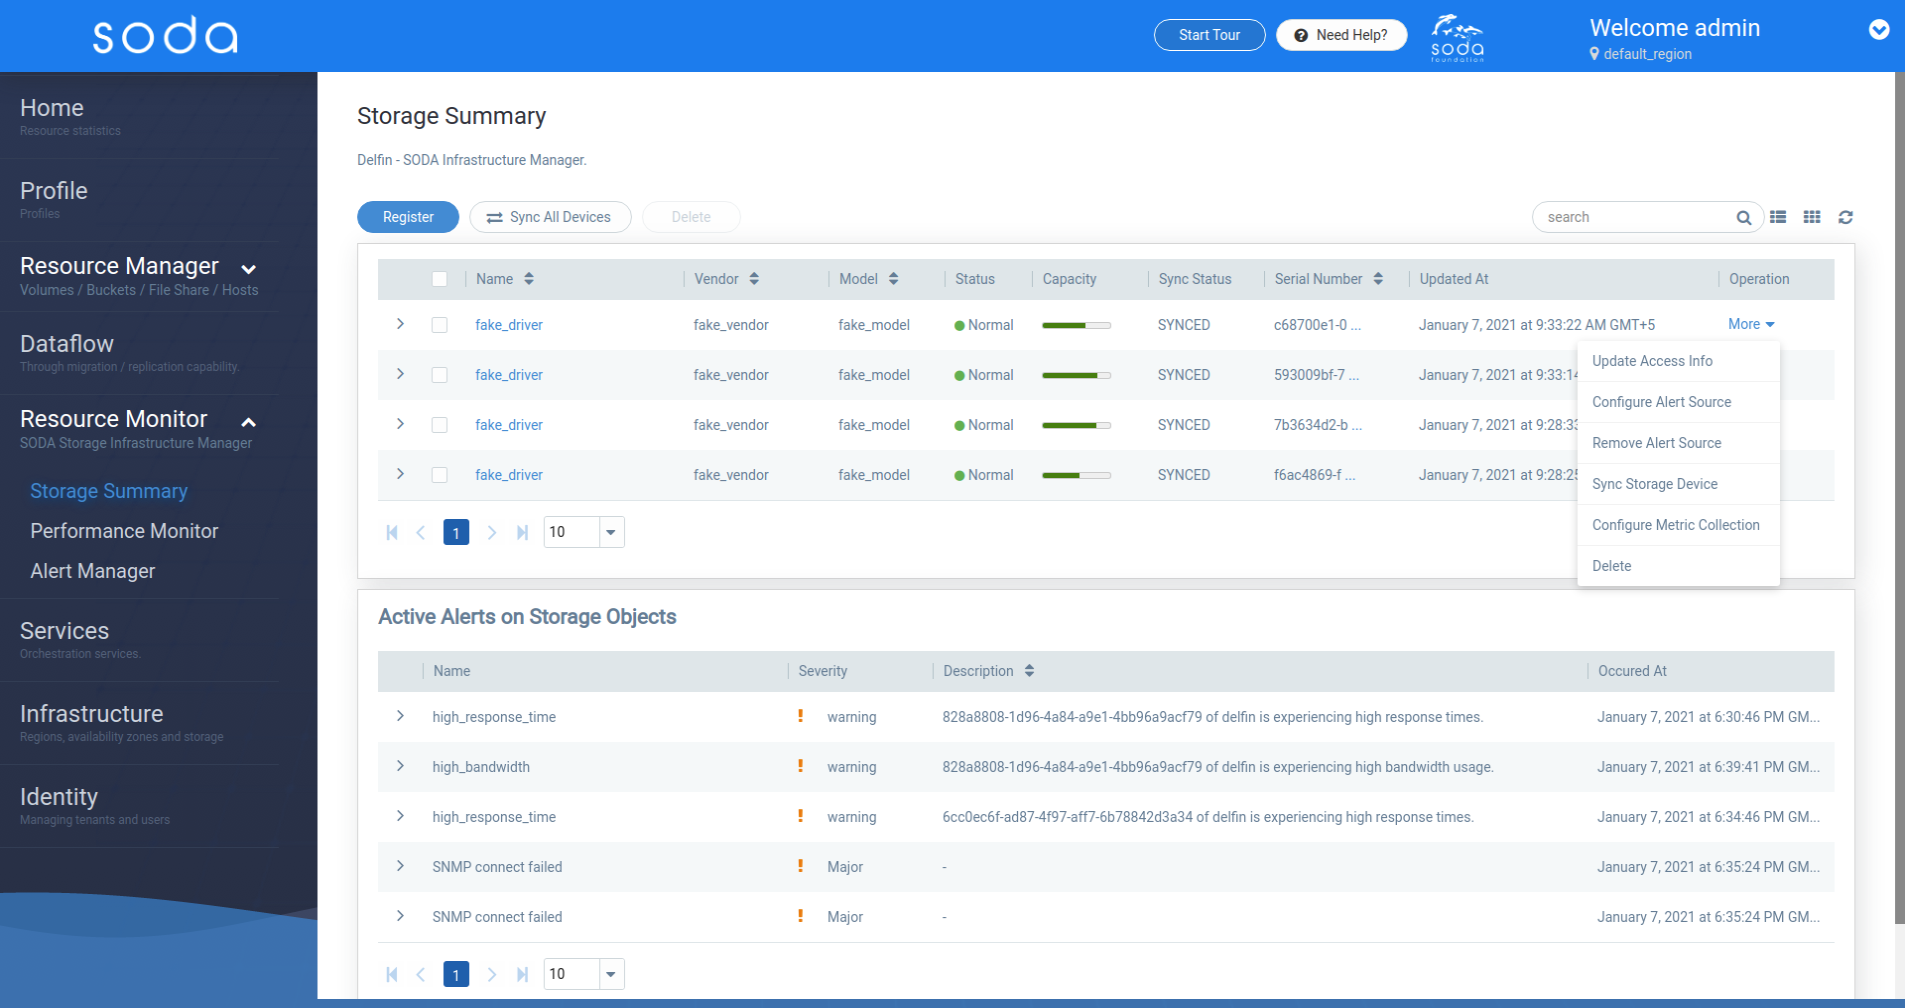 soda
Start Tour
Need Help?
soda
foundation
Welcome admin
default_region
Home
Resource statistics
Profile
Profiles
Resource Manager
Volumes / Buckets / File Share / Hosts
Dataflow
Through migration / replication capability.
Resource Monitor
SODA Storage Infrastructure Manager
Storage Summary
Performance Monitor
Alert Manager
Services
Orchestration services.
Infrastructure
Regions, availability zones and storage
Identity
Managing tenants and users
Storage Summary
Delfin - SODA Infrastructure Manager.
Register Sync All Devices Delete search
Name Vendor Model Status Capacity Sync Status Serial Number Updated At Operation
fake_driver fake_vendor fake_model Normal SYNCED c68700e1-0 ... January 7, 2021 at 9:33:22 AM GMT+5 More
fake_driver fake_vendor fake_model Normal SYNCED 593009bf-7 ... January 7, 2021 at 9:33:14
fake_driver fake_vendor fake_model Normal SYNCED 7b3634d2-b ... January 7, 2021 at 9:28:33
fake_driver fake_vendor fake_model Normal SYNCED f6ac4869-f ... January 7, 2021 at 9:28:25
Update Access Info
Configure Alert Source
Remove Alert Source
Sync Storage Device
Configure Metric Collection
Delete
1 10
Active Alerts on Storage Objects
Name Severity Description Occured At
high_response_time warning 828a8808-1d96-4a84-a9e1-4bb96a9acf79 of delfin is experiencing high response times. January 7, 2021 at 6:30:46 PM GM...
high_bandwidth warning 828a8808-1d96-4a84-a9e1-4bb96a9acf79 of delfin is experiencing high bandwidth usage. January 7, 2021 at 6:39:41 PM GM...
high_response_time warning 6cc0ec6f-ad87-4f97-aff7-6b78842d3a34 of delfin is experiencing high response times. January 7, 2021 at 6:34:46 PM GM...
SNMP connect failed Major - January 7, 2021 at 6:35:24 PM GM...
SNMP connect failed Major - January 7, 2021 at 6:35:24 PM GM...
1 10